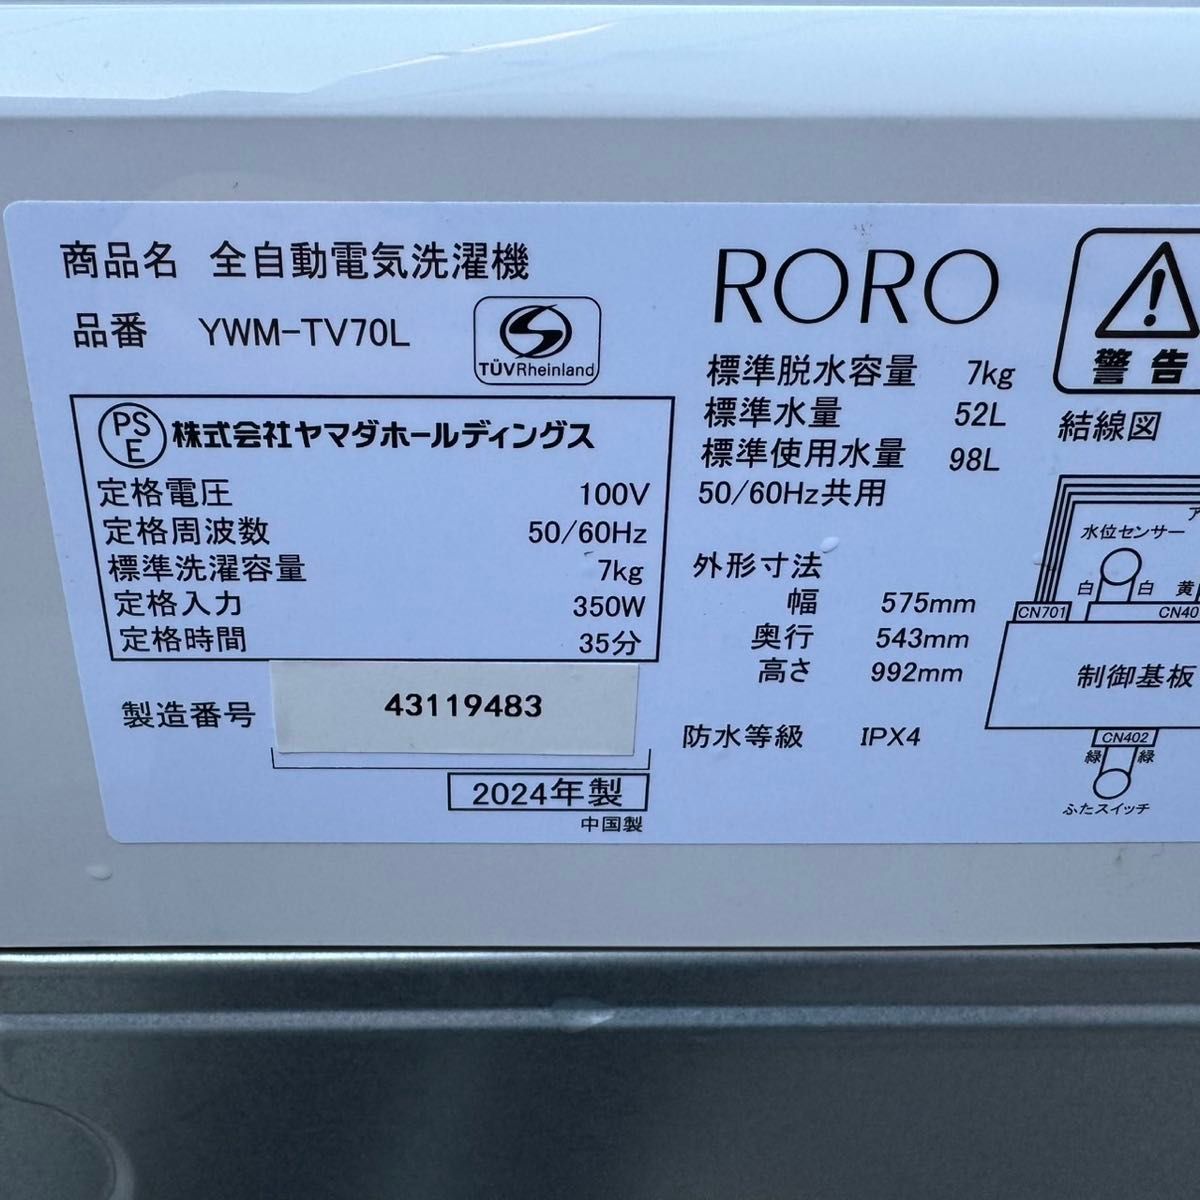 商品名 全自動電気洗濯機
品番 YWM-TV70L
TÜVRheinland
PS
E
株式会社ヤマダホールディングス
定格電圧 100V
定格周波数 50/60Hz
標準洗濯容量 7kg
定格入力 350W
定格時間 35分
製造番号 43119483
2024年製
中国製
RORO
標準脱水容量 7kg
標準水量 52L
標準使用水量 98L
50/60Hz共用
外形寸法
幅 575mm
奥行 543mm
高さ 992mm
防水等級 IPX4
警告
結線図
ア
水位センサー
白 白 黄
CN701
制御基板
CN402
緑 緑
ふたスイッチ